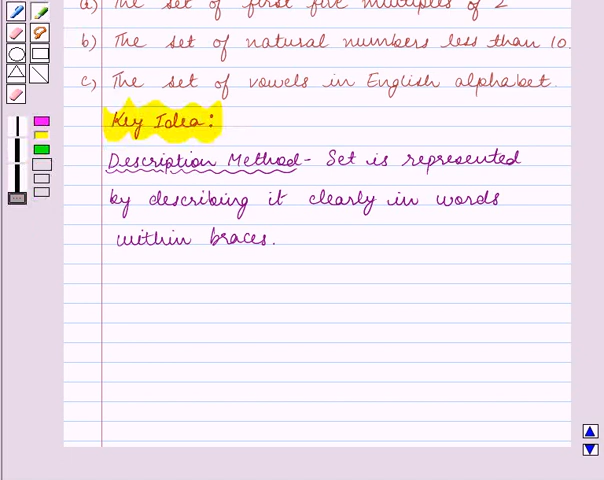 a) The set of first five multiples of 2
b) The set of natural numbers less than 10.
c) The set of vowels in English alphabet.
Key Idea:
Description Method - Set is represented
by describing it clearly in words
within braces.